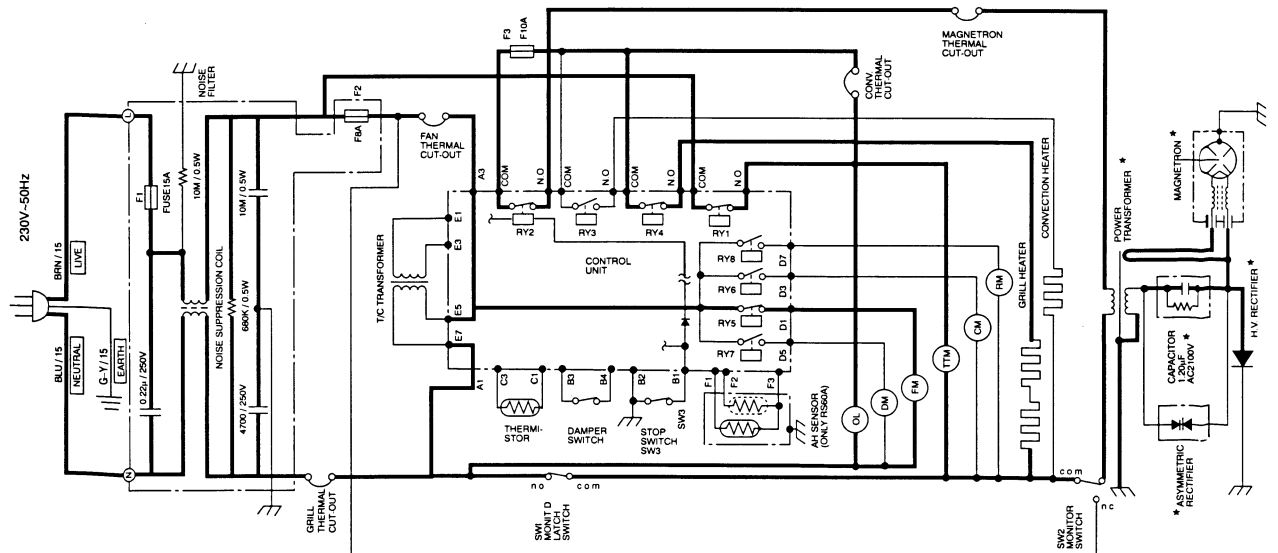 230V~50Hz
BRN / 15
LIVE
BLU / 15
NEUTRAL
G-Y / 15
EARTH
L
N
F1
FUSE15A
0.22µ / 250V
NOISE
FILTER
10M / 0.5W
NOISE SUPPRESSION COIL
680K / 0.5W
10M / 0.5W
4700 / 250V
F2
F8A
GRILL
THERMAL
CUT-OUT
FAN
THERMAL
CUT-OUT
T/C TRANSFORMER
A3
E1
E3
E5
E7
A1
F3
F10A
COM
NO
COM
NO
COM
NO
COM
NO
RY2
RY3
RY4
RY1
CONTROL
UNIT
RY8
RY6
RY5
RY7
D7
D3
D1
D5
C3
C1
B3
B4
B2
B1
F1
F2
F3
THERMI-
STOR
DAMPER
SWITCH
STOP
SWITCH
SW3
SW3
AH SENSOR
(ONLY RS60A)
SW1
MONIT D
LATCH
SWITCH
no
com
OL
DM
FM
TTM
CM
RM
CONV.
THERMAL
CUT-OUT
MAGNETRON
THERMAL
CUT-OUT
GRILL HEATER
CONVECTION HEATER
com
nc
SW2
MONITOR
SWITCH
POWER
TRANSFORMER *
MAGNETRON *
CAPACITOR *
1.20µF
AC2100V
* ASYMMETRIC
RECTIFIER
H.V. RECTIFIER *